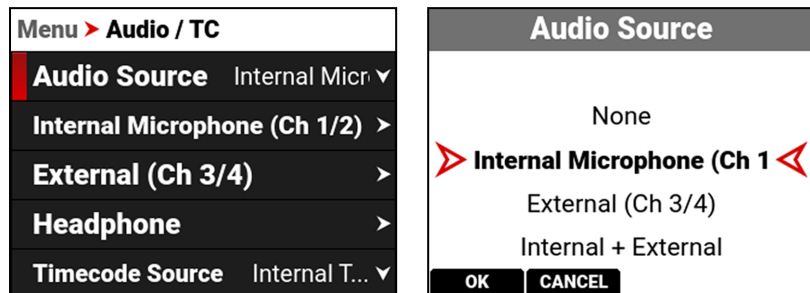 Menu > Audio / TC
Audio Source Internal Micr
Internal Microphone (Ch 1/2)
External (Ch 3/4)
Headphone
Timecode Source Internal T...
Audio Source
None
Internal Microphone (Ch 1
External (Ch 3/4)
Internal + External
OK CANCEL